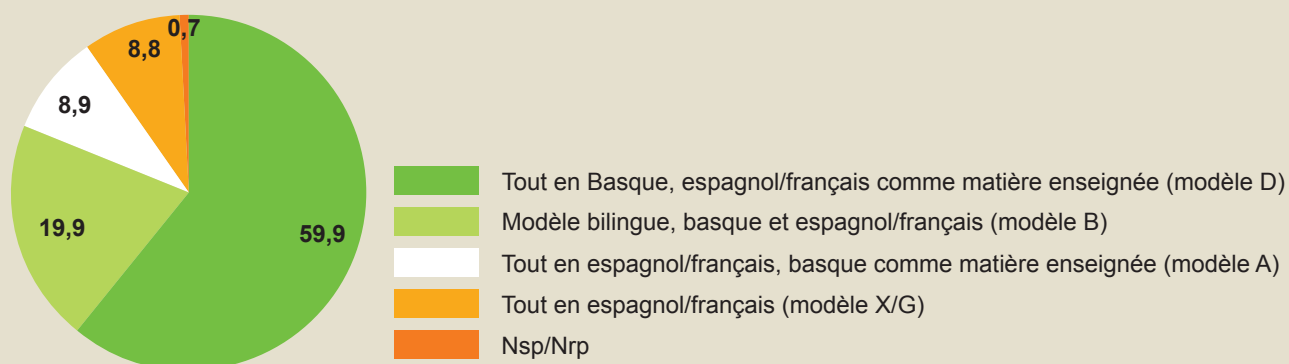 0,7
8,8
8,9
19,9
59,9
Tout en Basque, espagnol/français comme matière enseignée (modèle D)
Modèle bilingue, basque et espagnol/français (modèle B)
Tout en espagnol/français, basque comme matière enseignée (modèle A)
Tout en espagnol/français (modèle X/G)
Nsp/Nrp